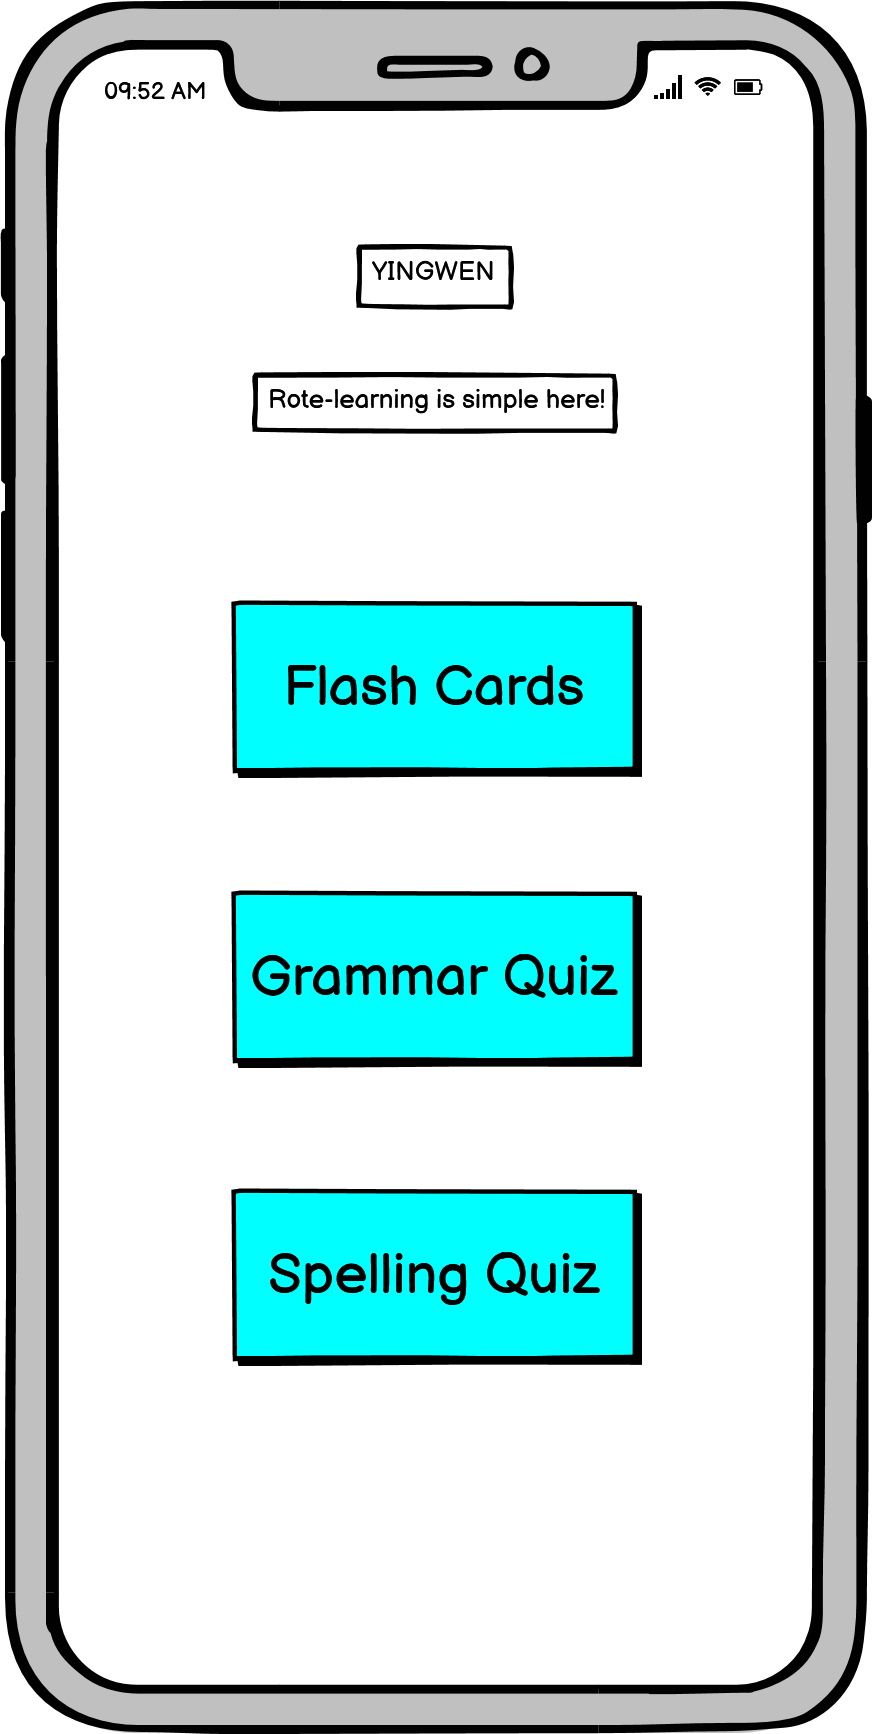 09:52 AM
YINGWEN
Rote-learning is simple here!
Flash Cards
Grammar Quiz
Spelling Quiz